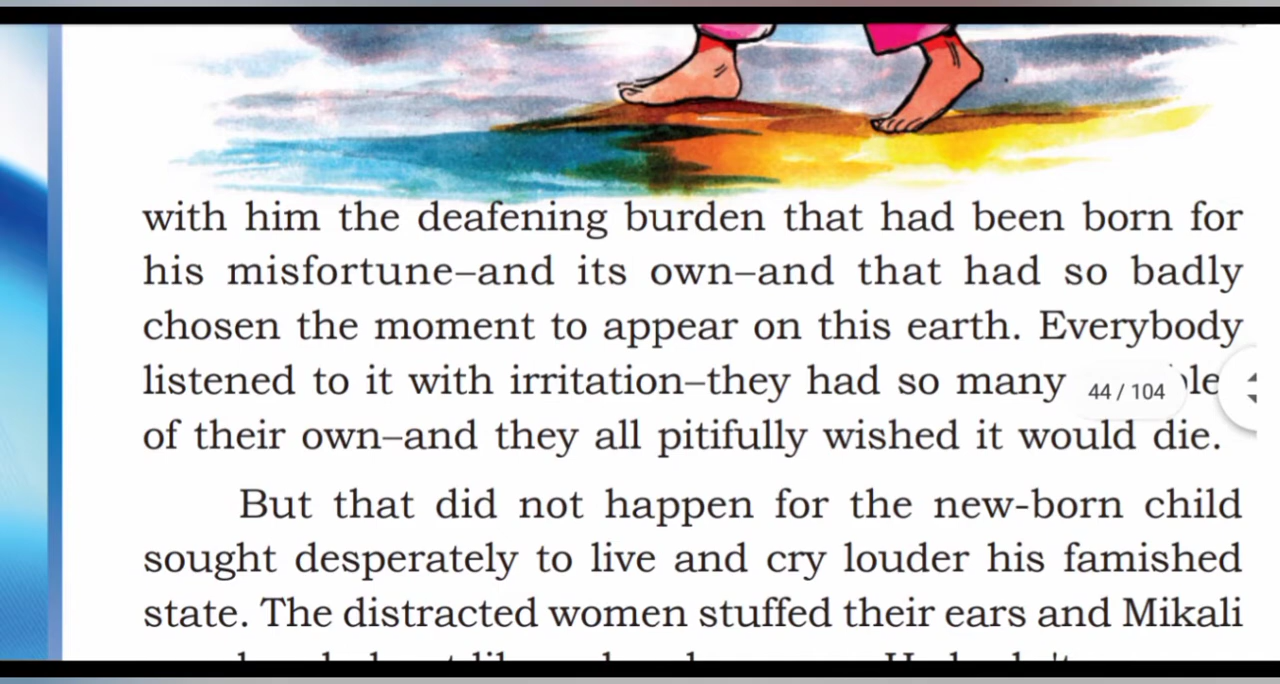 with him the deafening burden that had been born for
his misfortune–and its own–and that had so badly
chosen the moment to appear on this earth. Everybody
listened to it with irritation–they had so many
44 / 104
of their own–and they all pitifully wished it would die.
But that did not happen for the new-born child
sought desperately to live and cry louder his famished
state. The distracted women stuffed their ears and Mikali